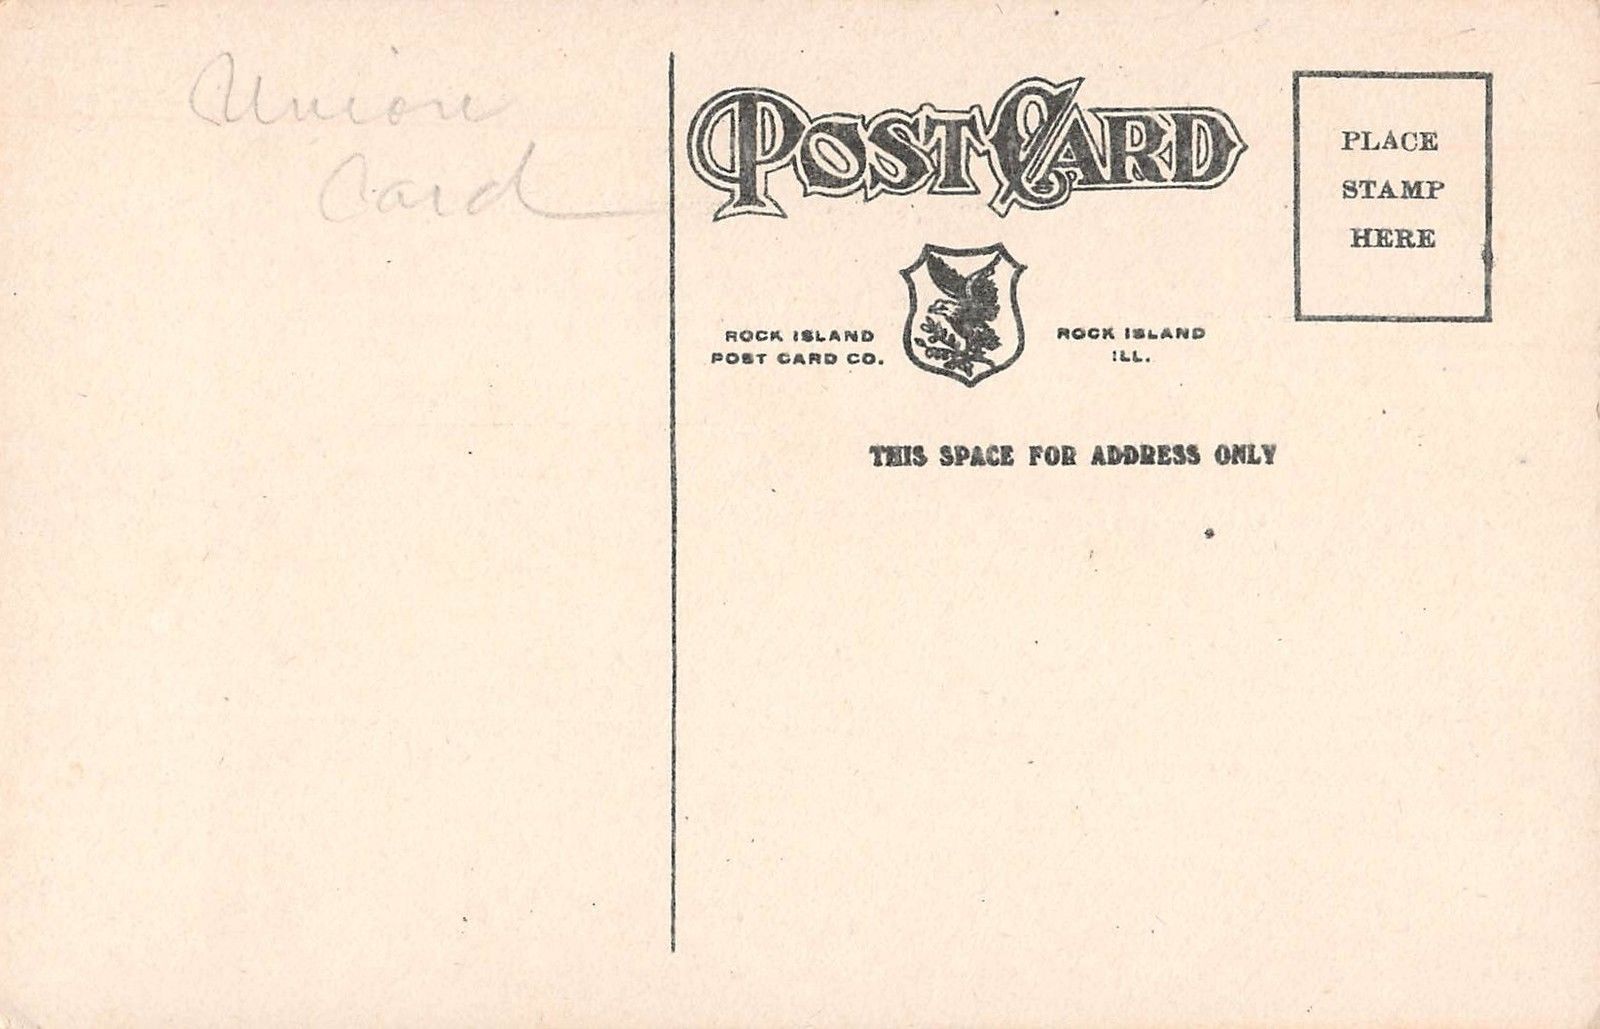 Union
Card
POST CARD
PLACE
STAMP
HERE
ROCK ISLAND
POST CARD CO.
ROCK ISLAND
ILL.
THIS SPACE FOR ADDRESS ONLY